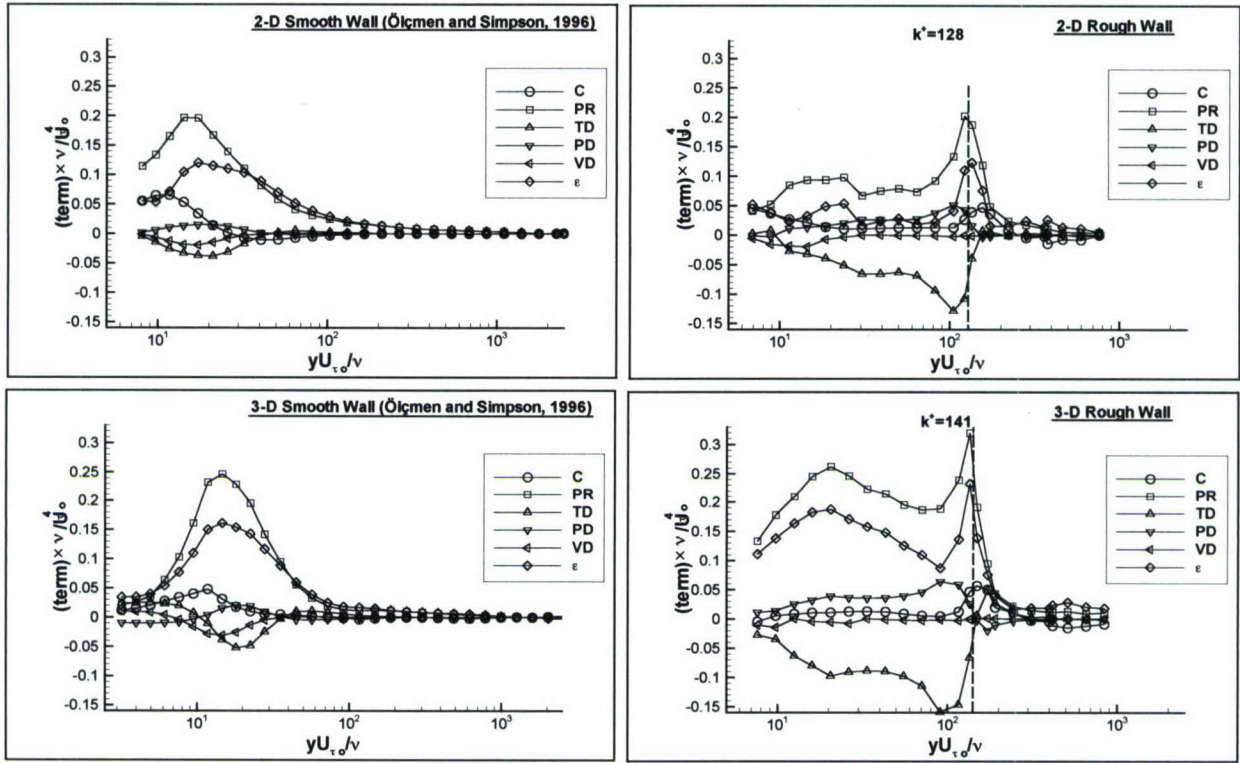 2-D Smooth Wall (Ölçmen and Simpson, 1996)
0.3
0.25
0.2
0.15
0.1
0.05
0
-0.05
-0.1
-0.15
(term) × ν/U⁴τo
C
PR
TD
PD
VD
ε
10¹
10²
10³
yUτo/ν
k⁺=128
2-D Rough Wall
0.3
0.25
0.2
0.15
0.1
0.05
0
-0.05
-0.1
-0.15
(term) × ν/U⁴τo
C
PR
TD
PD
VD
ε
10¹
10²
10³
yUτo/ν
3-D Smooth Wall (Ölçmen and Simpson, 1996)
0.3
0.25
0.2
0.15
0.1
0.05
0
-0.05
-0.1
-0.15
(term) × ν/U⁴τo
C
PR
TD
PD
VD
ε
10¹
10²
10³
yUτo/ν
k⁺=141
3-D Rough Wall
0.3
0.25
0.2
0.15
0.1
0.05
0
-0.05
-0.1
-0.15
(term) × ν/U⁴τo
C
PR
TD
PD
VD
ε
10¹
10²
10³
yUτo/ν